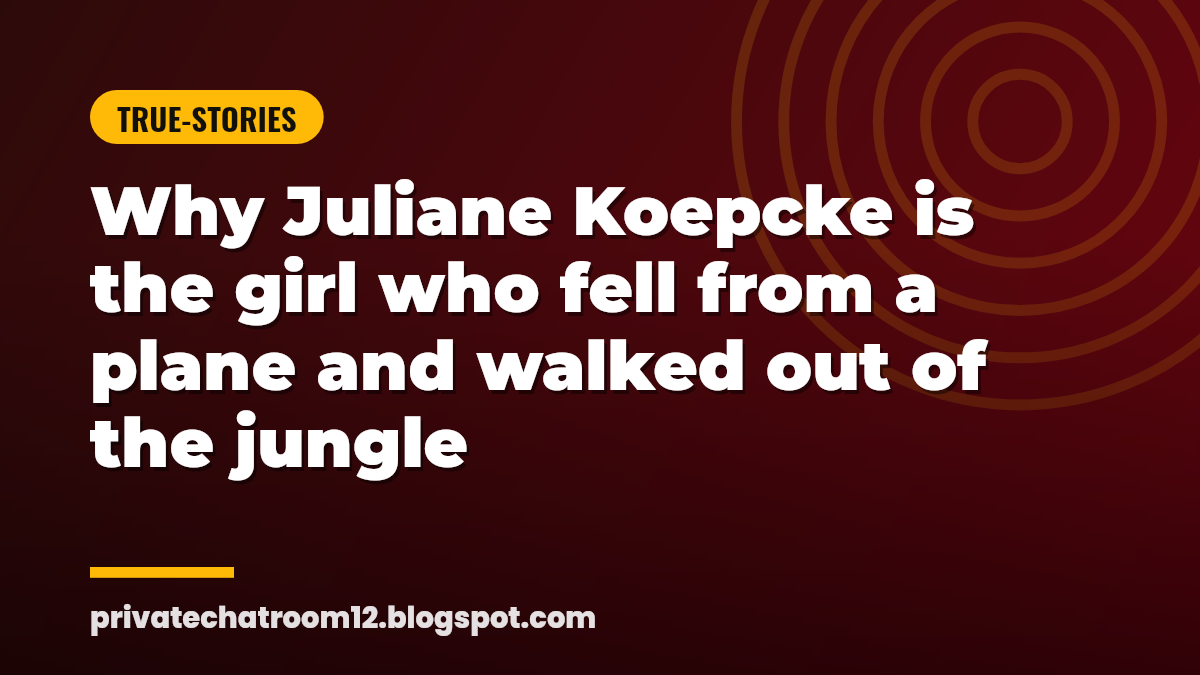 TRUE-STORIES
Why Juliane Koepcke is
the girl who fell from a
plane and walked out of
the jungle
privatechatroom12.blogspot.com